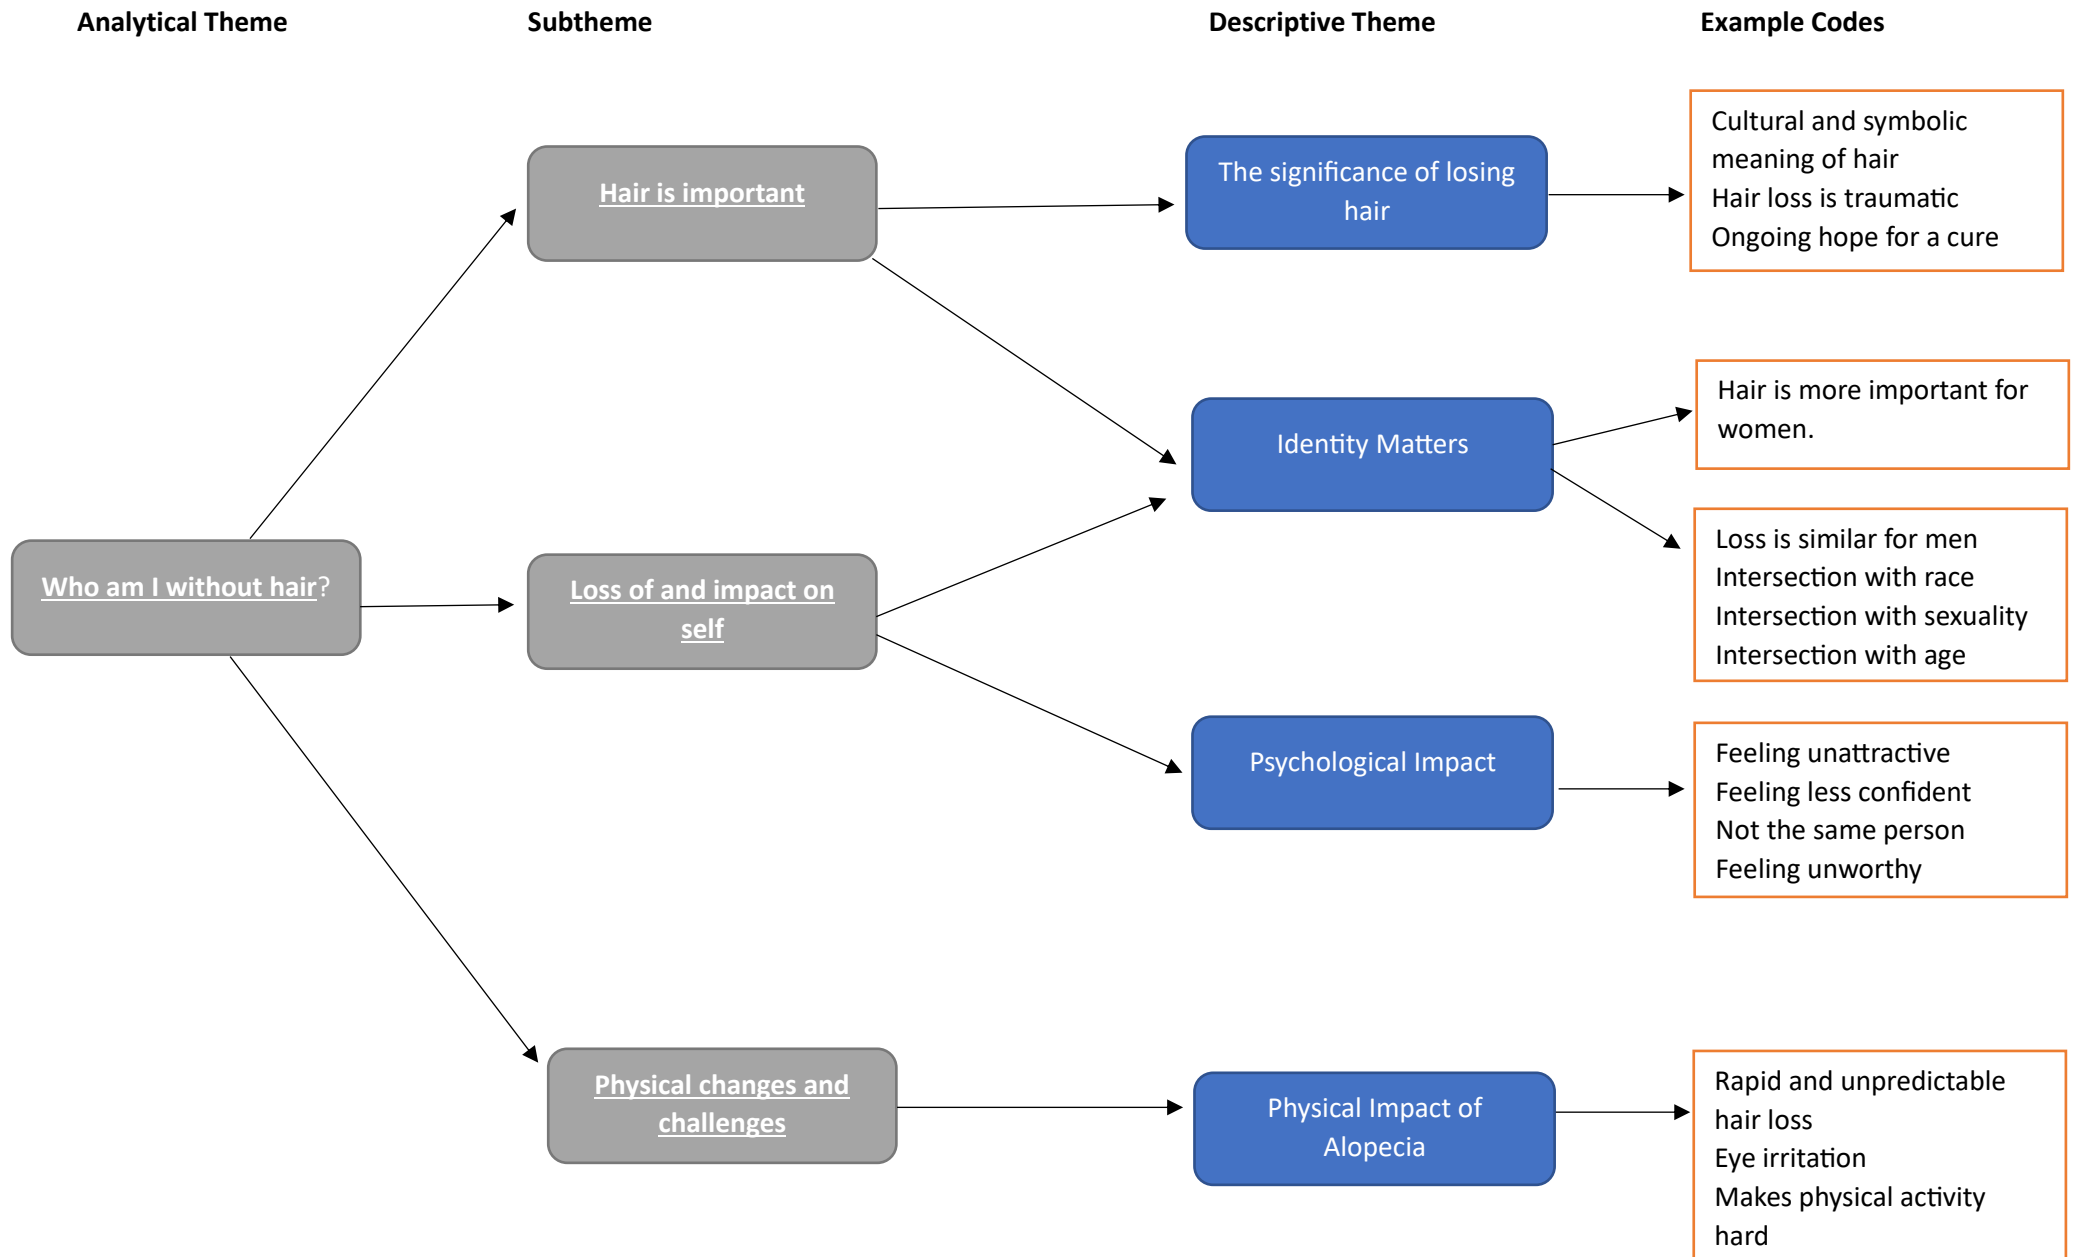 Analytical Theme
Subtheme
Descriptive Theme
Example Codes
Who am I without hair?
Hair is important
Loss of and impact on
self
Physical changes and
challenges
The significance of losing
hair
Identity Matters
Psychological Impact
Physical Impact of
Alopecia
Cultural and symbolic
meaning of hair
Hair loss is traumatic
Ongoing hope for a cure
Hair is more important for
women.
Loss is similar for men
Intersection with race
Intersection with sexuality
Intersection with age
Feeling unattractive
Feeling less confident
Not the same person
Feeling unworthy
Rapid and unpredictable
hair loss
Eye irritation
Makes physical activity
hard